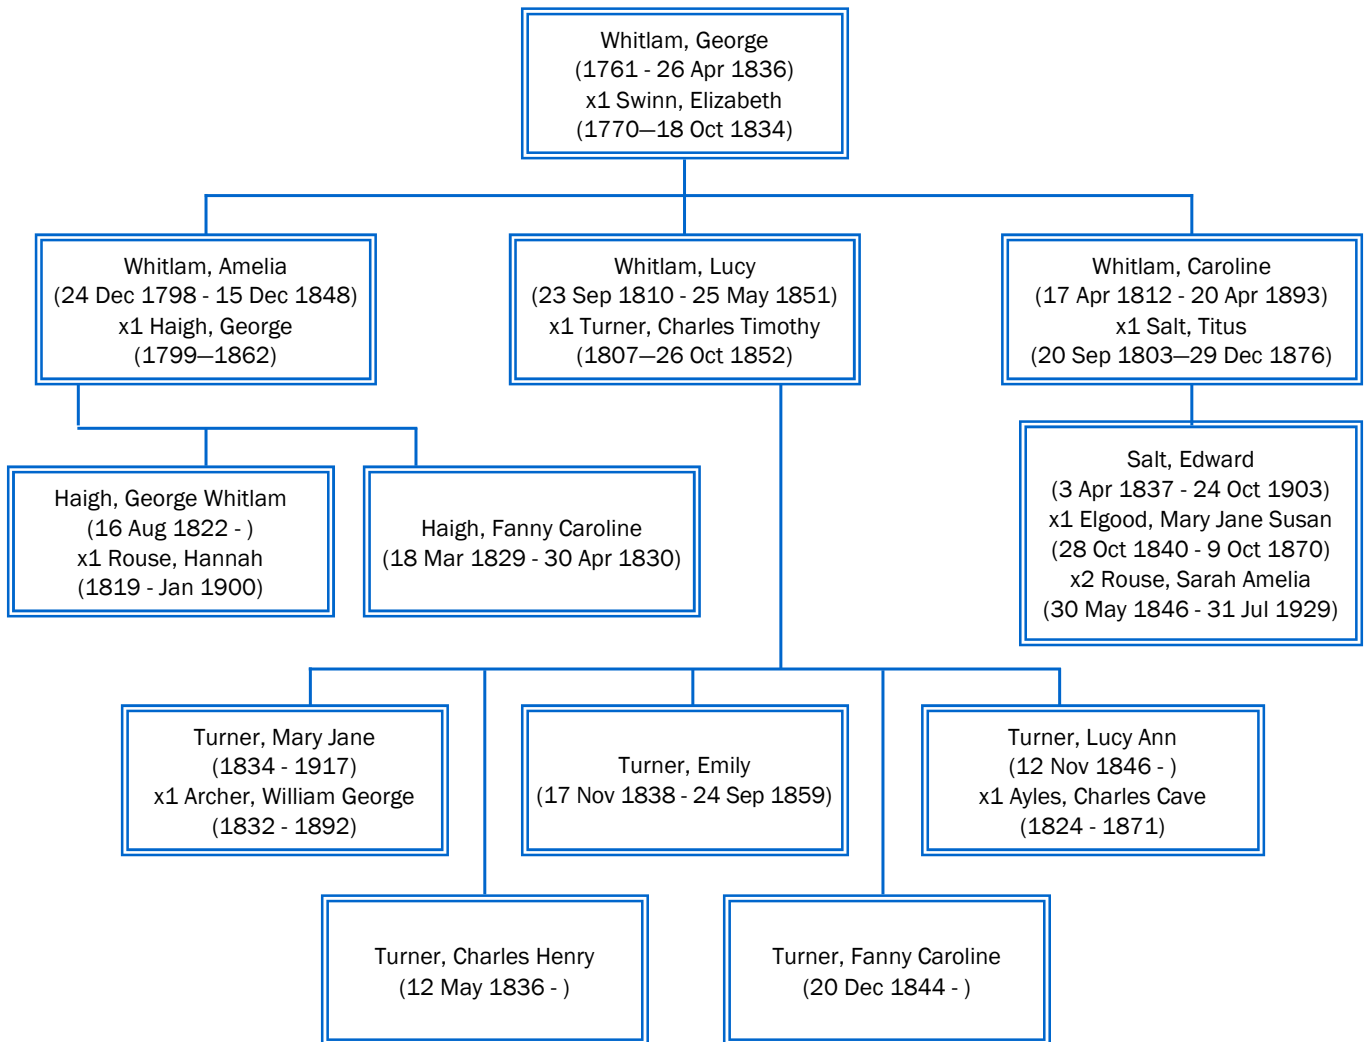 Whitlam, George
(1761 - 26 Apr 1836)
x1 Swinn, Elizabeth
(1770—18 Oct 1834)
Whitlam, Amelia
(24 Dec 1798 - 15 Dec 1848)
x1 Haigh, George
(1799—1862)
Whitlam, Lucy
(23 Sep 1810 - 25 May 1851)
x1 Turner, Charles Timothy
(1807—26 Oct 1852)
Whitlam, Caroline
(17 Apr 1812 - 20 Apr 1893)
x1 Salt, Titus
(20 Sep 1803—29 Dec 1876)
Haigh, George Whitlam
(16 Aug 1822 - )
x1 Rouse, Hannah
(1819 - Jan 1900)
Haigh, Fanny Caroline
(18 Mar 1829 - 30 Apr 1830)
Salt, Edward
(3 Apr 1837 - 24 Oct 1903)
x1 Elgood, Mary Jane Susan
(28 Oct 1840 - 9 Oct 1870)
x2 Rouse, Sarah Amelia
(30 May 1846 - 31 Jul 1929)
Turner, Mary Jane
(1834 - 1917)
x1 Archer, William George
(1832 - 1892)
Turner, Emily
(17 Nov 1838 - 24 Sep 1859)
Turner, Lucy Ann
(12 Nov 1846 - )
x1 Ayles, Charles Cave
(1824 - 1871)
Turner, Charles Henry
(12 May 1836 - )
Turner, Fanny Caroline
(20 Dec 1844 - )